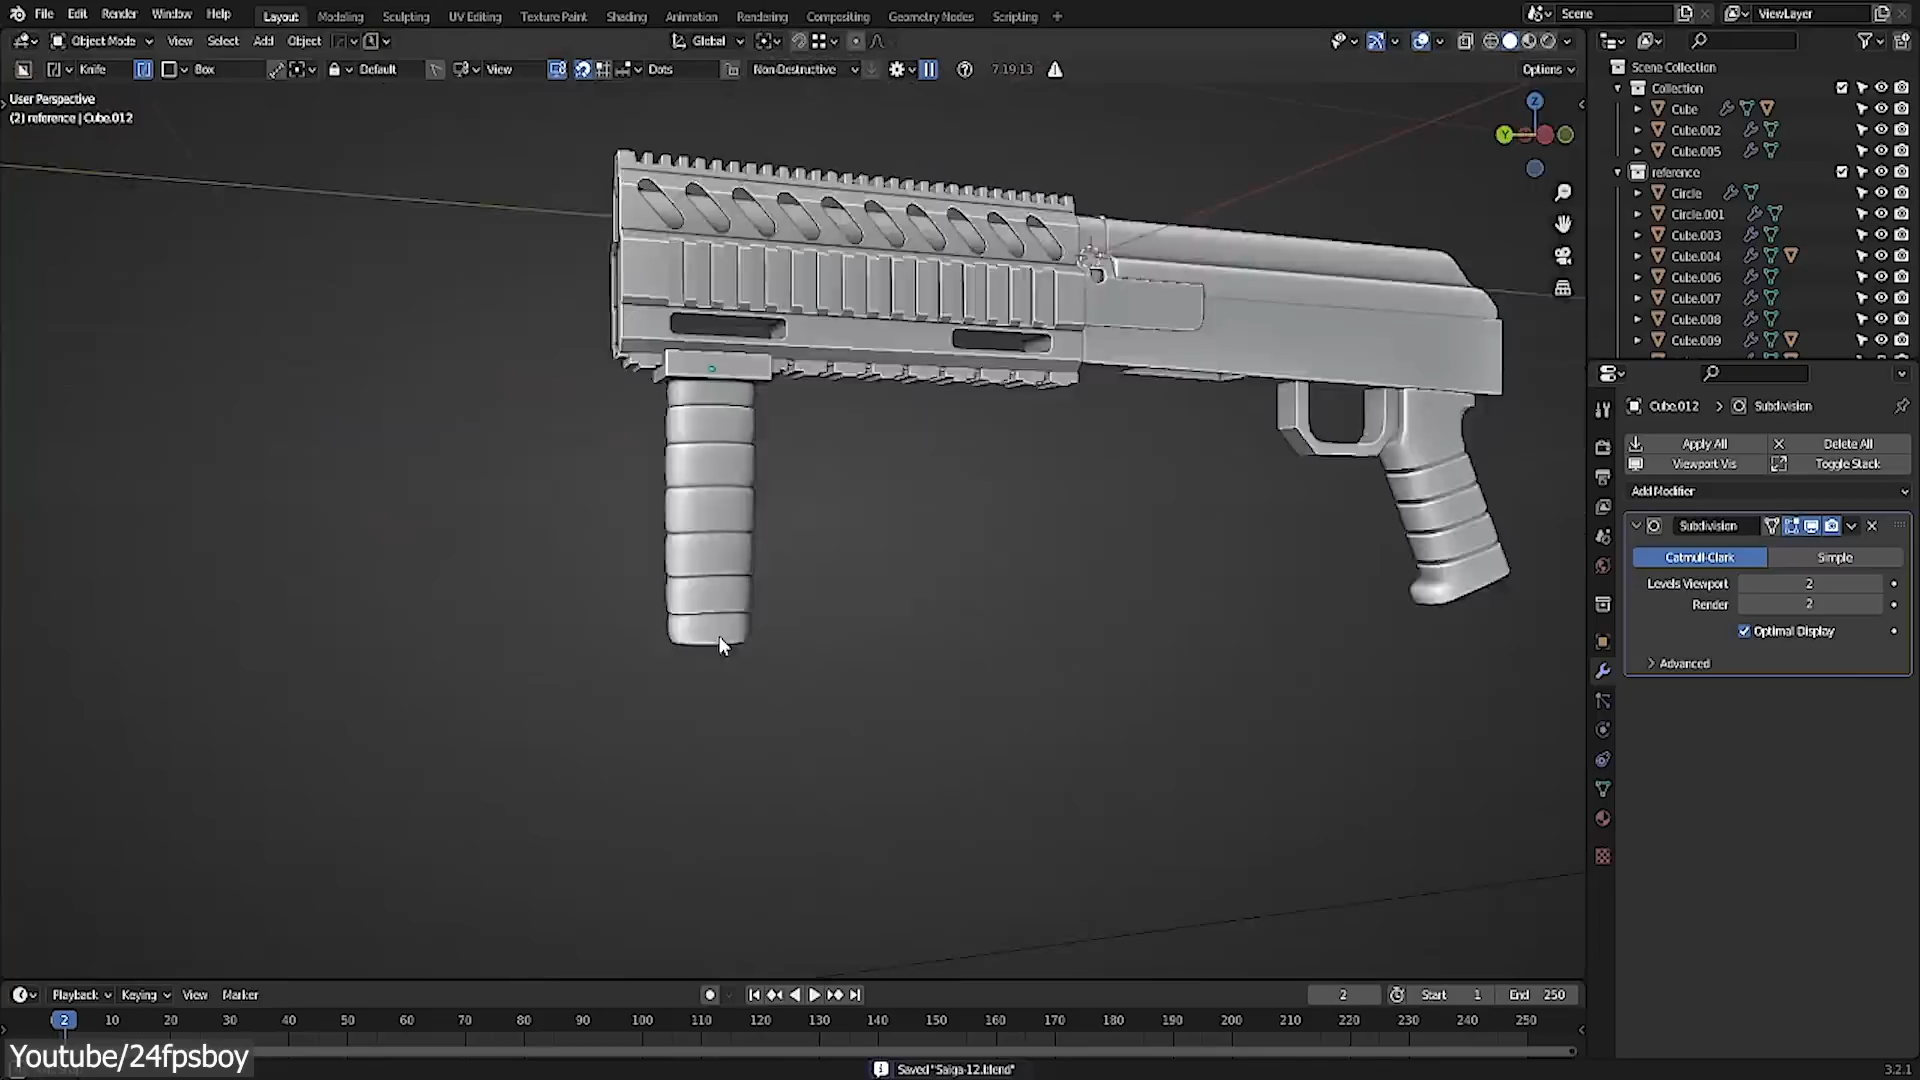 File Edit Render Window Help Layout Modeling Sculpting UV Editing Texture Paint Shading Animation Rendering Compositing Geometry Nodes Scripting + Scene ViewLayer
Object Mode View Select Add Object Global
Knife Box Default View Dots Non-Destructive 7.19.13 Options
User Perspective
(2) reference | Cube.012
Z
Y
Scene Collection
Collection
Cube
Cube.002
Cube.005
reference
Circle
Circle.001
Cube.003
Cube.004
Cube.006
Cube.007
Cube.008
Cube.009
Cube.012 > Subdivision
Apply All Delete All
Viewport Vis Toggle Stack
Add Modifier
Subdivision
Catmull-Clark Simple
Levels Viewport 2
Render 2
Optimal Display
Advanced
Playback Keying View Marker 2 Start 1 End 250
2 10 20 30 40 50 60 70 80 90 100 110 120 130 140 150 160 170 180 190 200 210 220 230 240 250
Youtube/24fpsboy
Saved "Saiga-12.blend"
3.2.1